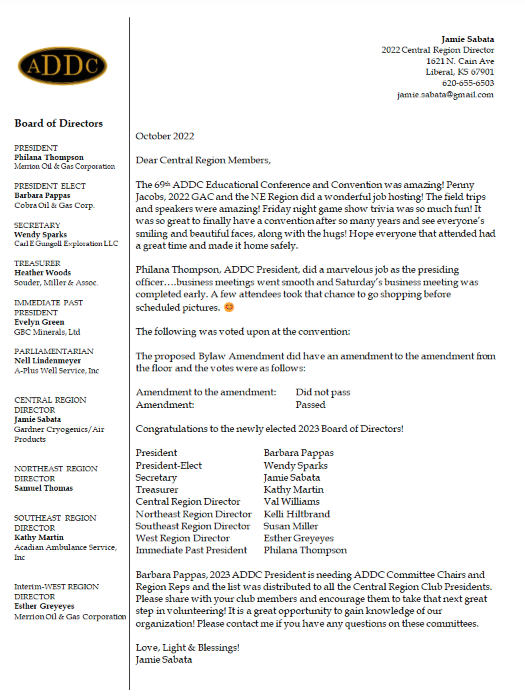 ADDC
Jamie Sabata
2022 Central Region Director
1621 N. Cain Ave
Liberal, KS 67901
620-655-6503
jamie.sabata@gmail.com
Board of Directors
PRESIDENT
Philana Thompson
Merrion Oil & Gas Corporation
PRESIDENT ELECT
Barbara Pappas
Cobra Oil & Gas Corp.
SECRETARY
Wendy Sparks
Carl E Gungoll Exploration LLC
TREASURER
Heather Woods
Souder, Miller & Assoc.
IMMEDIATE PAST
PRESIDENT
Evelyn Green
GBC Minerals, Ltd
PARLIAMENTARIAN
Nell Lindenmeyer
A-Plus Well Service, Inc
CENTRAL REGION
DIRECTOR
Jamie Sabata
Gardner Cryogenics/Air
Products
NORTHEAST REGION
DIRECTOR
Samuel Thomas
SOUTHEAST REGION
DIRECTOR
Kathy Martin
Acadian Ambulance Service,
Inc
Interim-WEST REGION
DIRECTOR
Esther Greyeyes
Merrion Oil & Gas Corporation
October 2022
Dear Central Region Members,
The 69th ADDC Educational Conference and Convention was amazing! Penny
Jacobs, 2022 GAC and the NE Region did a wonderful job hosting! The field trips
and speakers were amazing! Friday night game show trivia was so much fun! It
was so great to finally have a convention after so many years and see everyone's
smiling and beautiful faces, along with the hugs! Hope everyone that attended had
a great time and made it home safely.
Philana Thompson, ADDC President, did a marvelous job as the presiding
officer….business meetings went smooth and Saturday's business meeting was
completed early. A few attendees took that chance to go shopping before
scheduled pictures. 😊
The following was voted upon at the convention:
The proposed Bylaw Amendment did have an amendment to the amendment from
the floor and the votes were as follows:
Amendment to the amendment: Did not pass
Amendment: Passed
Congratulations to the newly elected 2023 Board of Directors!
President Barbara Pappas
President-Elect Wendy Sparks
Secretary Jamie Sabata
Treasurer Kathy Martin
Central Region Director Val Williams
Northeast Region Director Kelli Hiltbrand
Southeast Region Director Susan Miller
West Region Director Esther Greyeyes
Immediate Past President Philana Thompson
Barbara Pappas, 2023 ADDC President is needing ADDC Committee Chairs and
Region Reps and the list was distributed to all the Central Region Club Presidents.
Please share with your club members and encourage them to take that next great
step in volunteering! It is a great opportunity to gain knowledge of our
organization! Please contact me if you have any questions on these committees.
Love, Light & Blessings!
Jamie Sabata